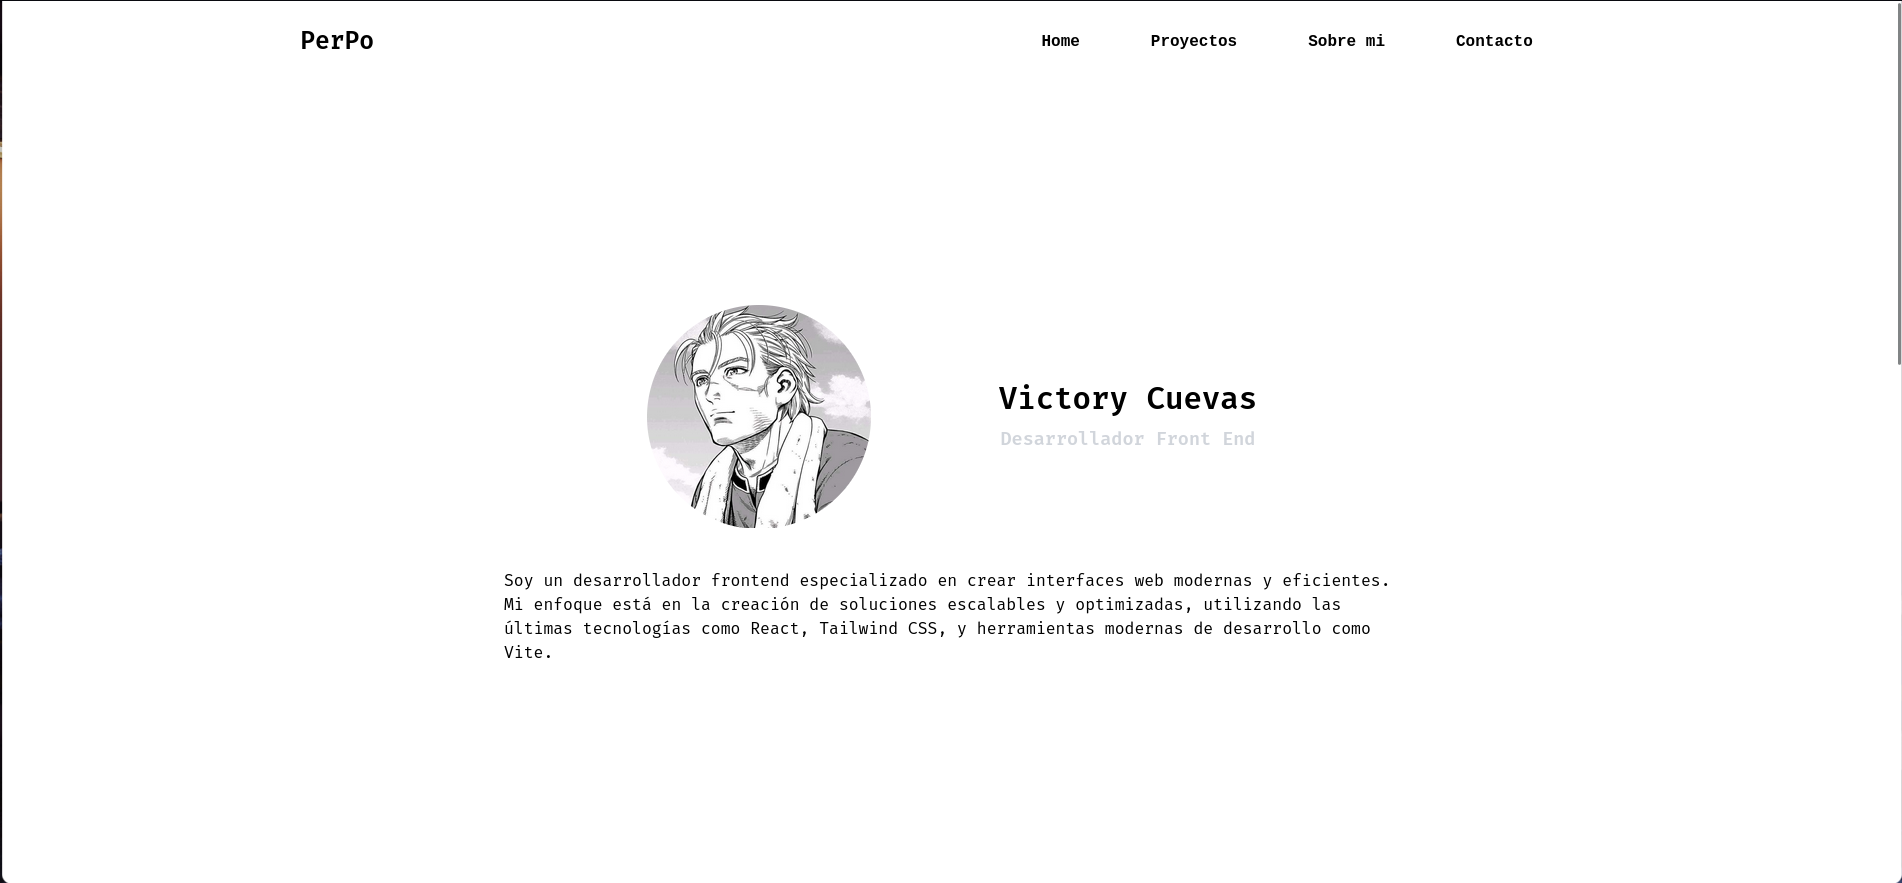 PerPo
Home
Proyectos
Sobre mi
Contacto
Victory Cuevas
Desarrollador Front End
Soy un desarrollador frontend especializado en crear interfaces web modernas y eficientes.
Mi enfoque está en la creación de soluciones escalables y optimizadas, utilizando las
últimas tecnologías como React, Tailwind CSS, y herramientas modernas de desarrollo como
Vite.